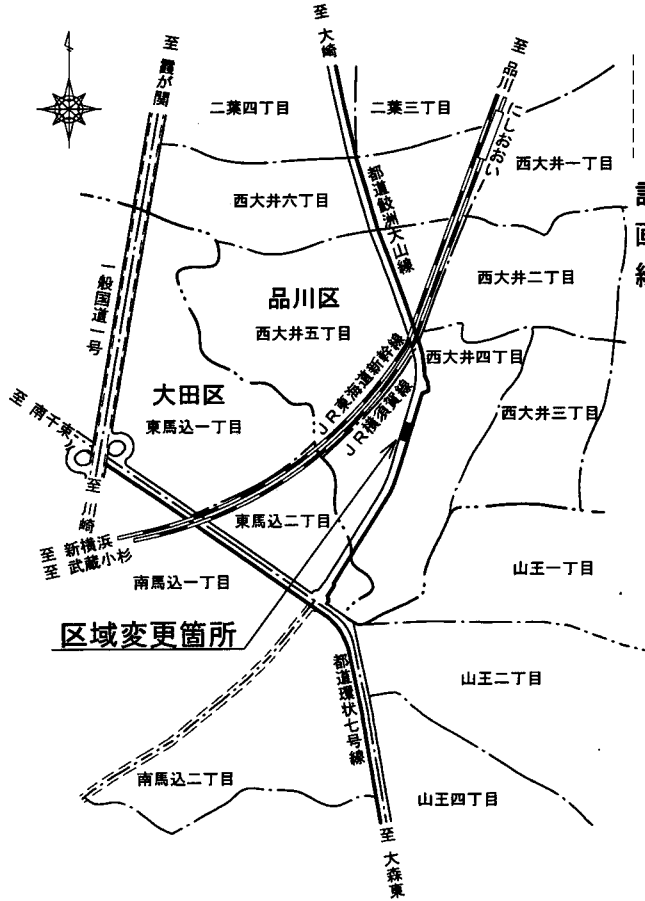 至 霞が関
至 大崎
至 品川
にしおおい
二葉四丁目
二葉三丁目
西大井一丁目
西大井六丁目
都道鮫洲大山線
計画線
一般国道一号
品川区
西大井五丁目
西大井二丁目
西大井四丁目
西大井三丁目
大田区
東馬込一丁目
至 南千束
JR東海道新幹線
JR横須賀線
至 川崎
至 新横浜
至 武蔵小杉
東馬込二丁目
南馬込一丁目
山王一丁目
区域変更箇所
都道環状七号線
山王二丁目
南馬込二丁目
山王四丁目
至 大森東